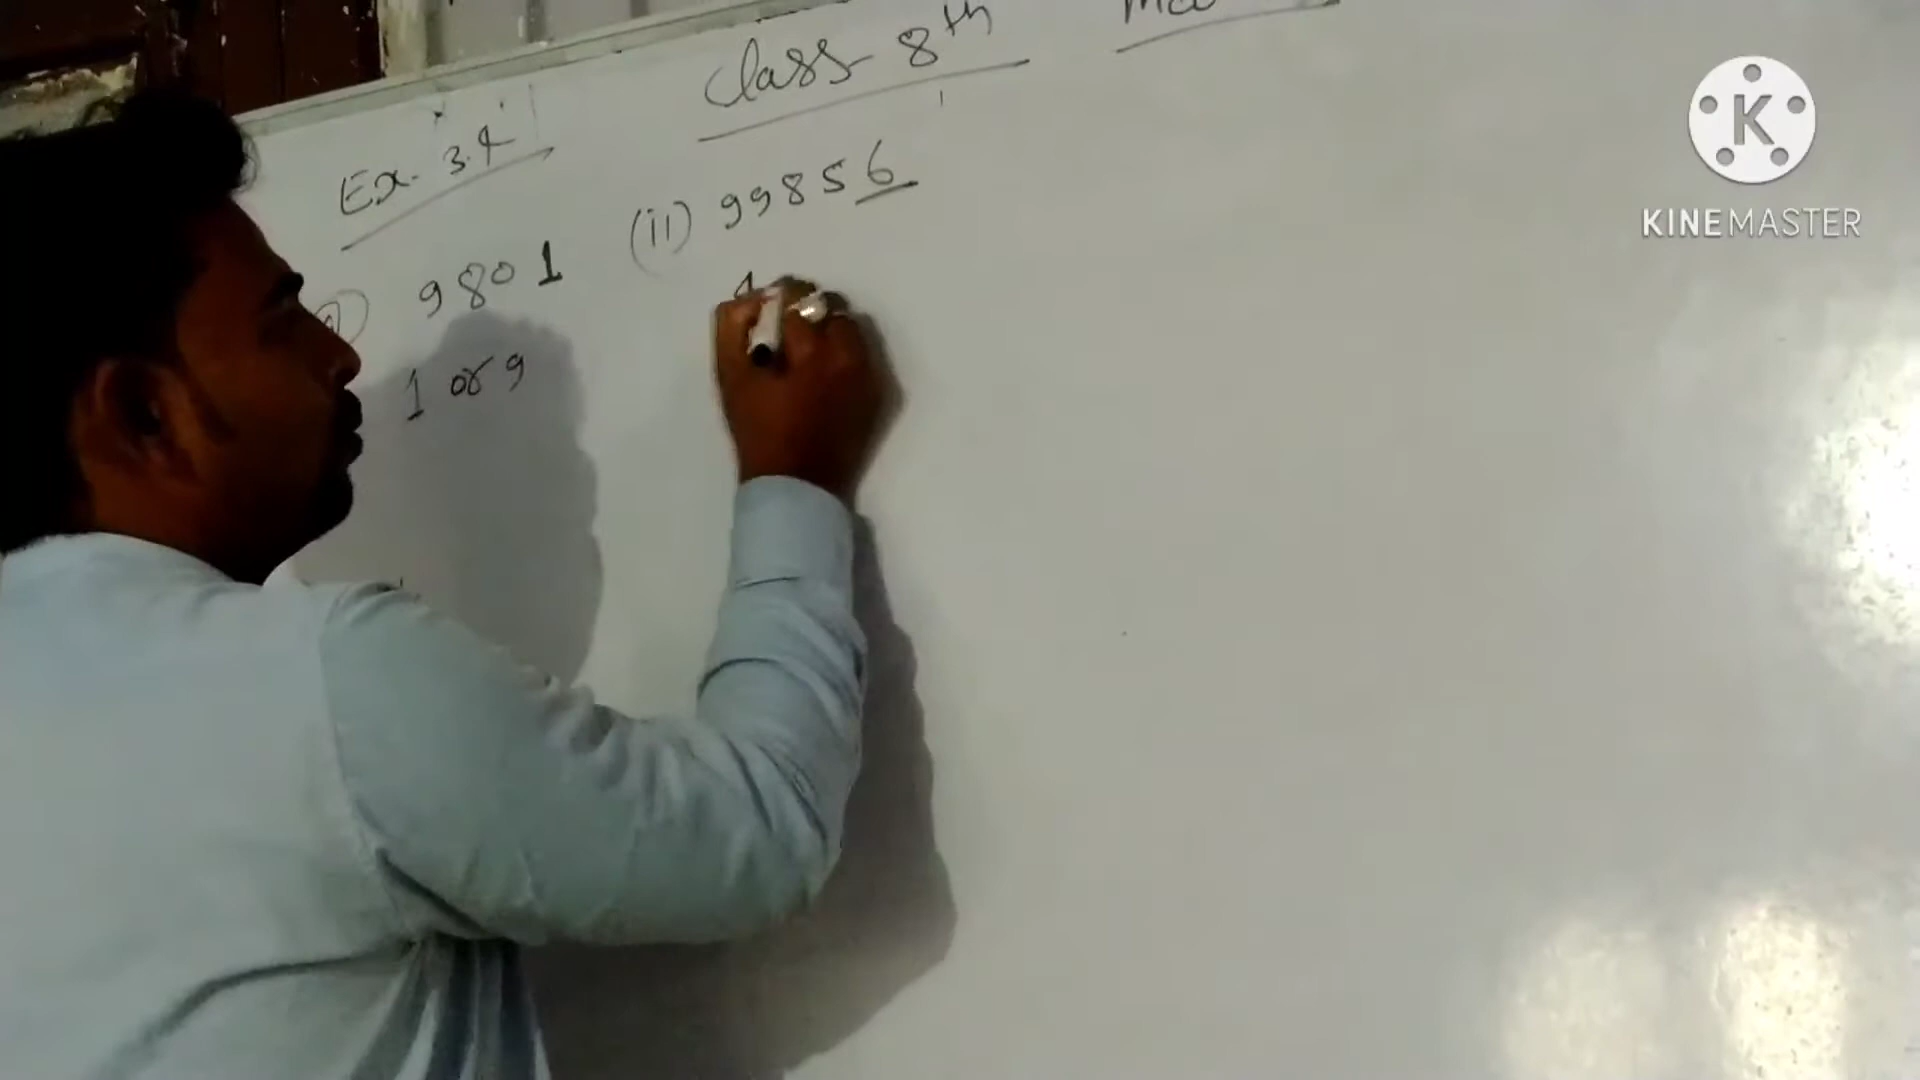 Class- 8th
Ex. 3.4
(ii) 99856
9801
1 or 9
K
KINEMASTER